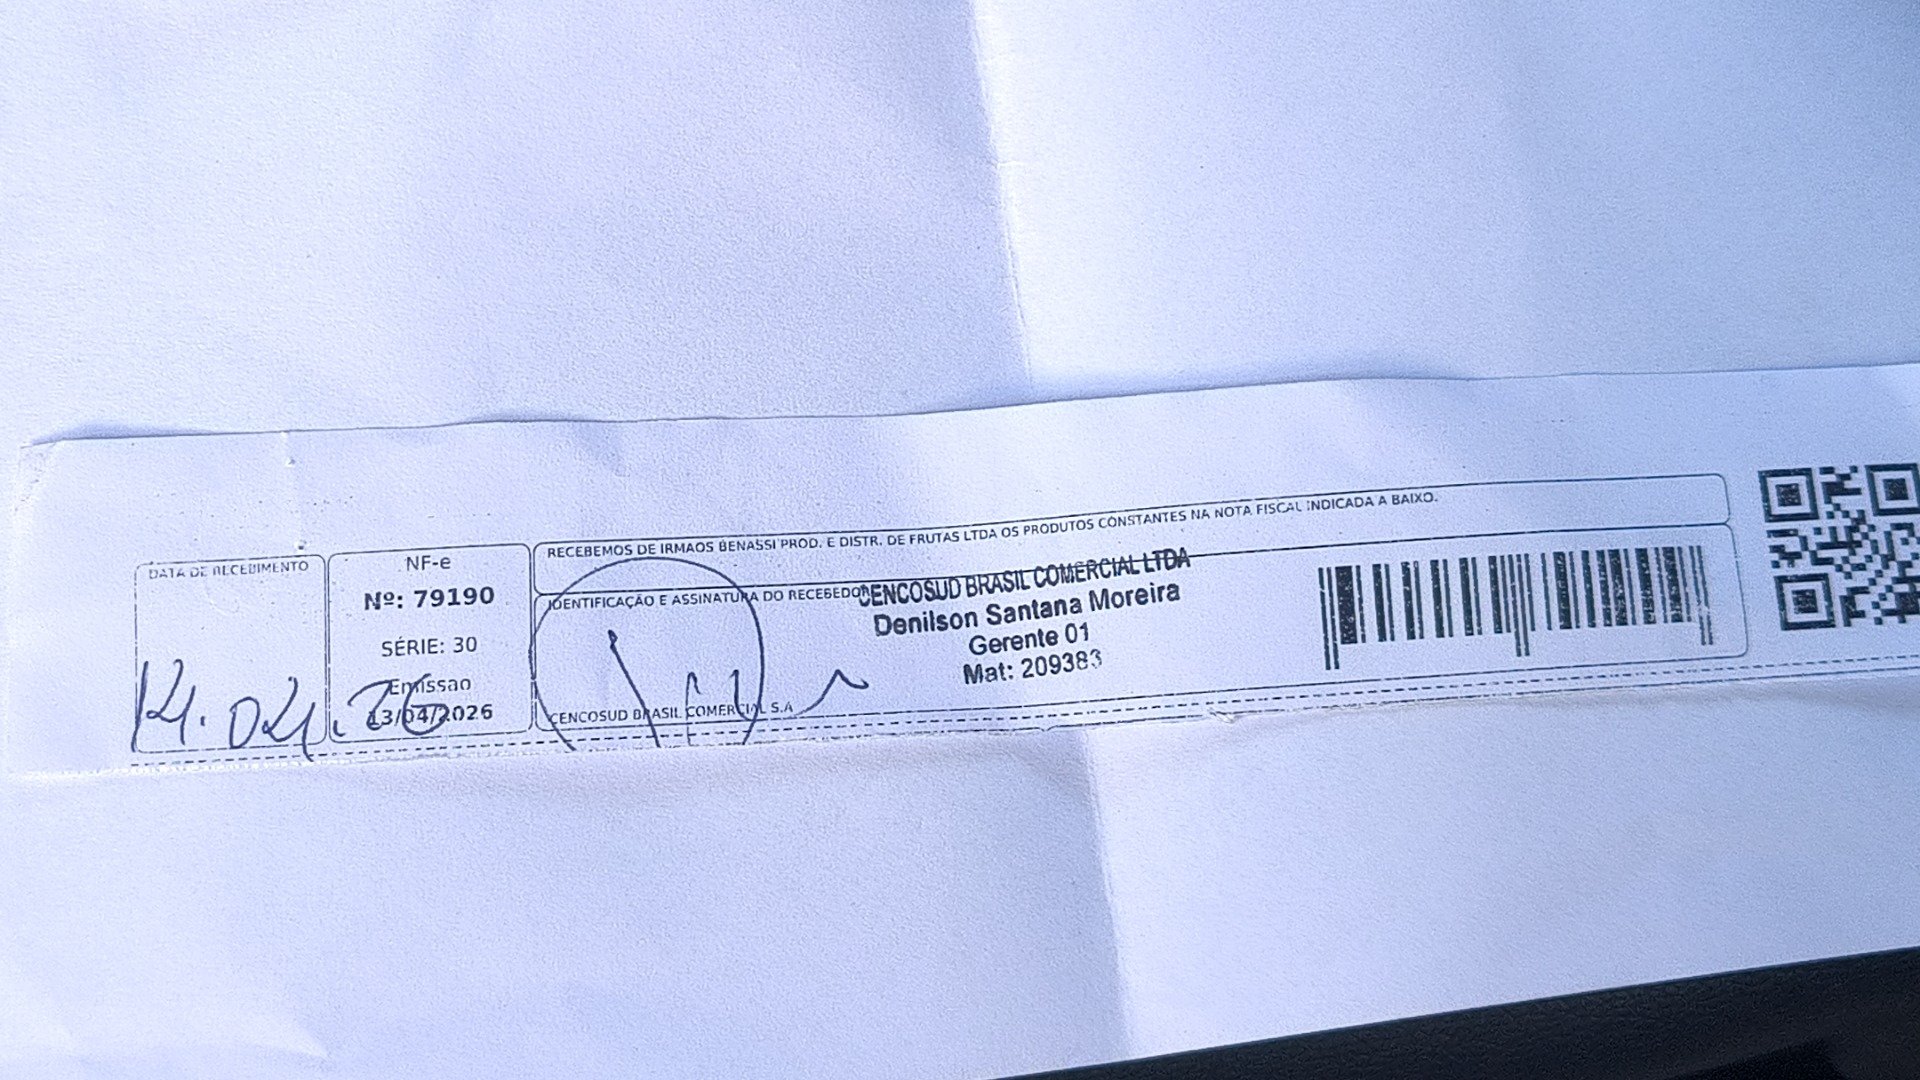 RECEBEMOS DE IRMAOS BENASSI PROD. E DISTR. DE FRUTAS LTDA OS PRODUTOS CONSTANTES NA NOTA FISCAL INDICADA A BAIXO.
DATA DE RECEBIMENTO
14.04.26
NF-e
Nº: 79190
SÉRIE: 30
Emissao
13/04/2026
IDENTIFICAÇÃO E ASSINATURA DO RECEBEDOR
CENCOSUD BRASIL COMERCIAL S.A
CENCOSUD BRASIL COMERCIAL LTDA
Denilson Santana Moreira
Gerente 01
Mat: 209383